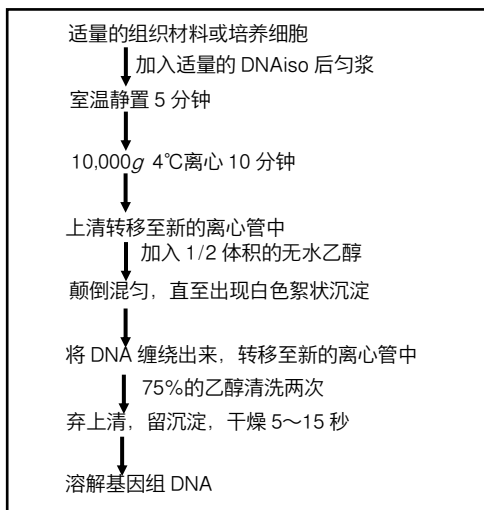 适量的组织材料或培养细胞
加入适量的 DNAiso 后匀浆
室温静置 5 分钟
10,000g 4℃离心 10 分钟
上清转移至新的离心管中
加入 1/2 体积的无水乙醇
颠倒混匀，直至出现白色絮状沉淀
将 DNA 缠绕出来，转移至新的离心管中
75%的乙醇清洗两次
弃上清，留沉淀，干燥 5～15 秒
溶解基因组 DNA